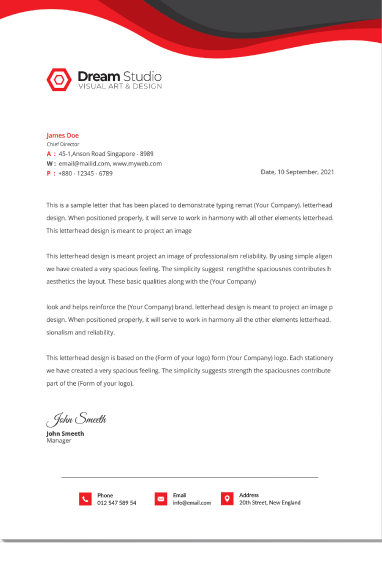 Dream Studio
VISUAL ART & DESIGN
James Doe
Chief Director
A : 45-1,Anson Road Singapore - 8989
W : email@mailid.com, www.myweb.com
P : +880 - 12345 - 6789
Date, 10 September, 2021
This is a sample letter that has been placed to demonstrate typing remat (Your Company), letterhead
design. When positioned properly, it will serve to work in harmony with all other elements letterhead.
This letterhead design is meant to project an image
This letterhead design is meant project an image of professionalism reliability. By using simple alignen
we have created a very spacious feeling. The simplicity suggest rengththe spaciousnes contributes h
aesthetics the layout. These basic qualities along with the (Your Company)
look and helps reinforce the (Your Company) brand. letterhead design is meant to project an image p
design. When positioned properly, it will serve to work in harmony all the other elements letterhead.
sionalism and reliability.
This letterhead design is based on the (Form of your logo) form (Your Company) logo. Each stationery
we have created a very spacious feeling. The simplicity suggests strength the spaciousnes contribute
part of the (Form of your logo).
John Smeeth
John Smeeth
Manager
Phone
012 547 589 54
Email
info@email.com
Address
20th Street, New England